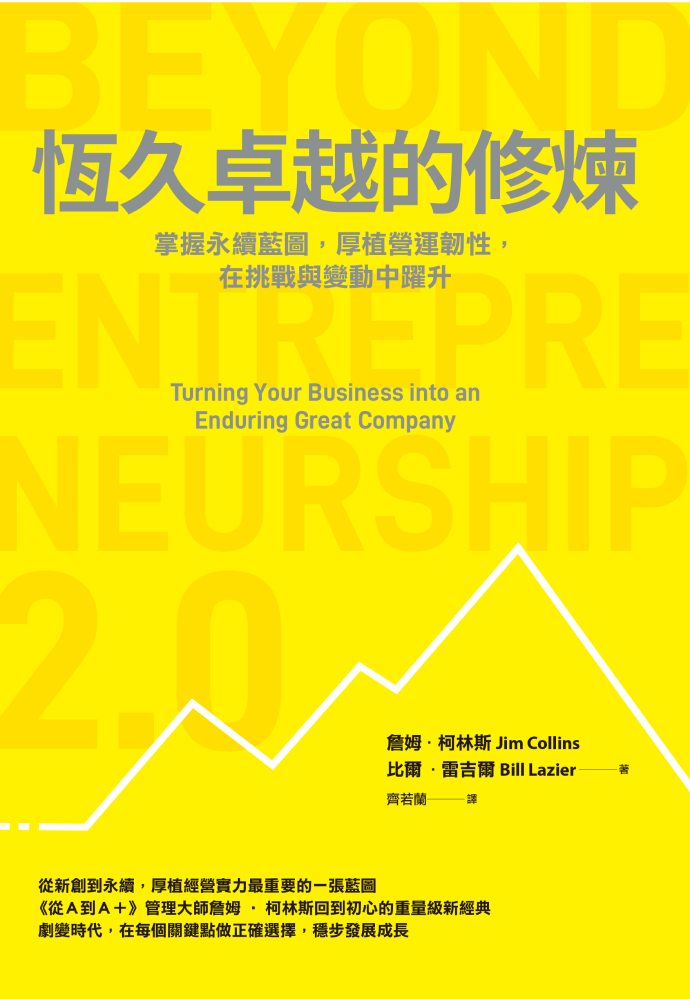 BEYOND
恆久卓越的修煉
掌握永續藍圖，厚植營運韌性，
在挑戰與變動中躍升
ENTREPRE
Turning Your Business into an
Enduring Great Company
NEURSHIP
2.0
詹姆．柯林斯 Jim Collins
比爾 ．雷吉爾 Bill Lazier——著
齊若蘭——譯
從新創到永續，厚植經營實力最重要的一張藍圖
《從Ａ到Ａ＋》管理大師詹姆 ． 柯林斯回到初心的重量級新經典
劇變時代，在每個關鍵點做正確選擇，穩步發展成長